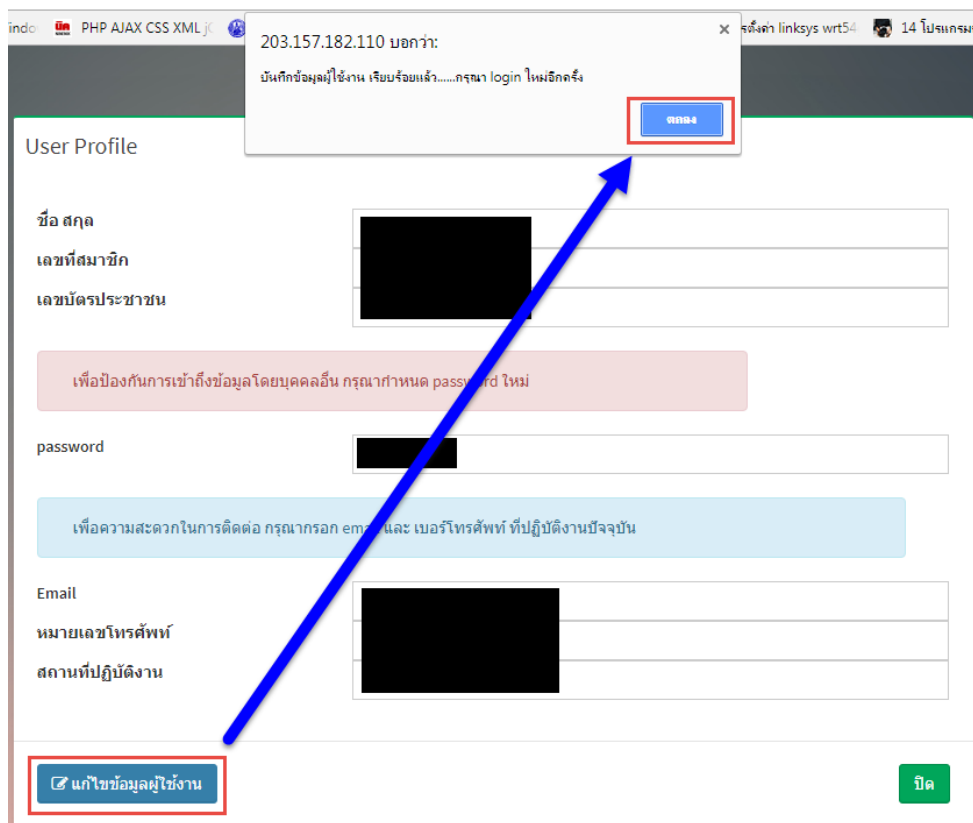 indo
PHP AJAX CSS XML j
รตั้งค่า linksys wrt54
14 โปรแกรมฟ
203.157.182.110 บอกว่า:
บันทึกข้อมูลผู้ใช้งาน เรียบร้อยแล้ว......กรุณา login ใหม่อีกครั้ง
ตกลง
User Profile
ชื่อ สกุล
เลขที่สมาชิก
เลขบัตรประชาชน
เพื่อป้องกันการเข้าถึงข้อมูลโดยบุคคลอื่น กรุณากำหนด password ใหม่
password
เพื่อความสะดวกในการติดต่อ กรุณากรอก email และ เบอร์โทรศัพท์ ที่ปฏิบัติงานปัจจุบัน
Email
หมายเลขโทรศัพท์
สถานที่ปฏิบัติงาน
แก้ไขข้อมูลผู้ใช้งาน
ปิด